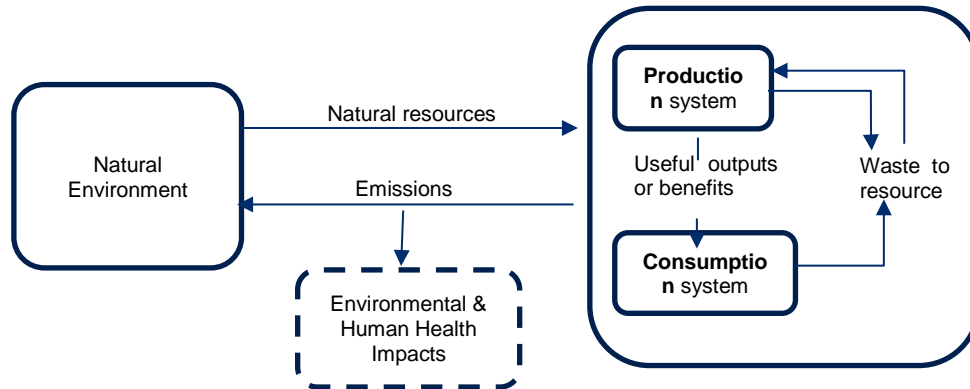 Natural
Environment
Natural resources
Emissions
Environmental &
Human Health
Impacts
Productio
n system
Useful outputs
or benefits
Waste to
resource
Consumptio
n system